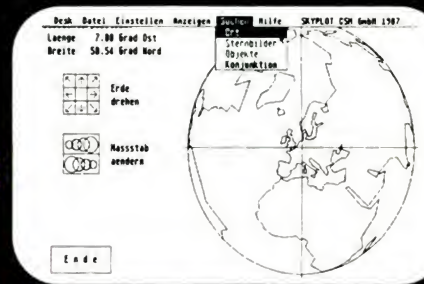 Desk Datei Einstellen Anzeigen Suchen Hilfe SKYPLOT CSM GmbH 1987
Laenge 7.00 Grad Ost
Breite 50.54 Grad Nord
Ort
Sternbilder
Objekte
Konjunktion
Erde
drehen
Massstab
aendern
Ende